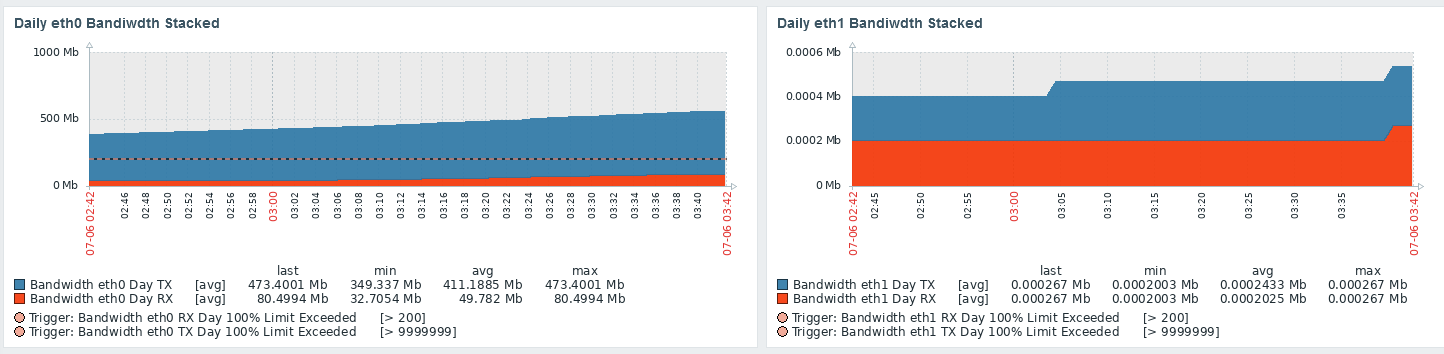 Daily eth0 Bandiwdth Stacked
1000 Mb
500 Mb
0 Mb
07-06 02:42
02:46
02:48
02:50
02:52
02:54
02:56
02:58
03:00
03:02
03:04
03:06
03:08
03:10
03:12
03:14
03:16
03:18
03:20
03:22
03:24
03:26
03:28
03:30
03:32
03:34
03:36
03:38
03:40
07-06 03:42
last min avg max
Bandwidth eth0 Day TX [avg] 473.4001 Mb 349.337 Mb 411.1885 Mb 473.4001 Mb
Bandwidth eth0 Day RX [avg] 80.4994 Mb 32.7054 Mb 49.782 Mb 80.4994 Mb
Trigger: Bandwidth eth0 RX Day 100% Limit Exceeded [> 200]
Trigger: Bandwidth eth0 TX Day 100% Limit Exceeded [> 9999999]
Daily eth1 Bandiwdth Stacked
0.0006 Mb
0.0004 Mb
0.0002 Mb
0 Mb
07-06 02:42
02:45
02:50
02:55
03:00
03:05
03:10
03:15
03:20
03:25
03:30
03:35
07-06 03:42
last min avg max
Bandwidth eth1 Day TX [avg] 0.000267 Mb 0.0002003 Mb 0.0002433 Mb 0.000267 Mb
Bandwidth eth1 Day RX [avg] 0.000267 Mb 0.0002003 Mb 0.0002025 Mb 0.000267 Mb
Trigger: Bandwidth eth1 RX Day 100% Limit Exceeded [> 200]
Trigger: Bandwidth eth1 TX Day 100% Limit Exceeded [> 9999999]